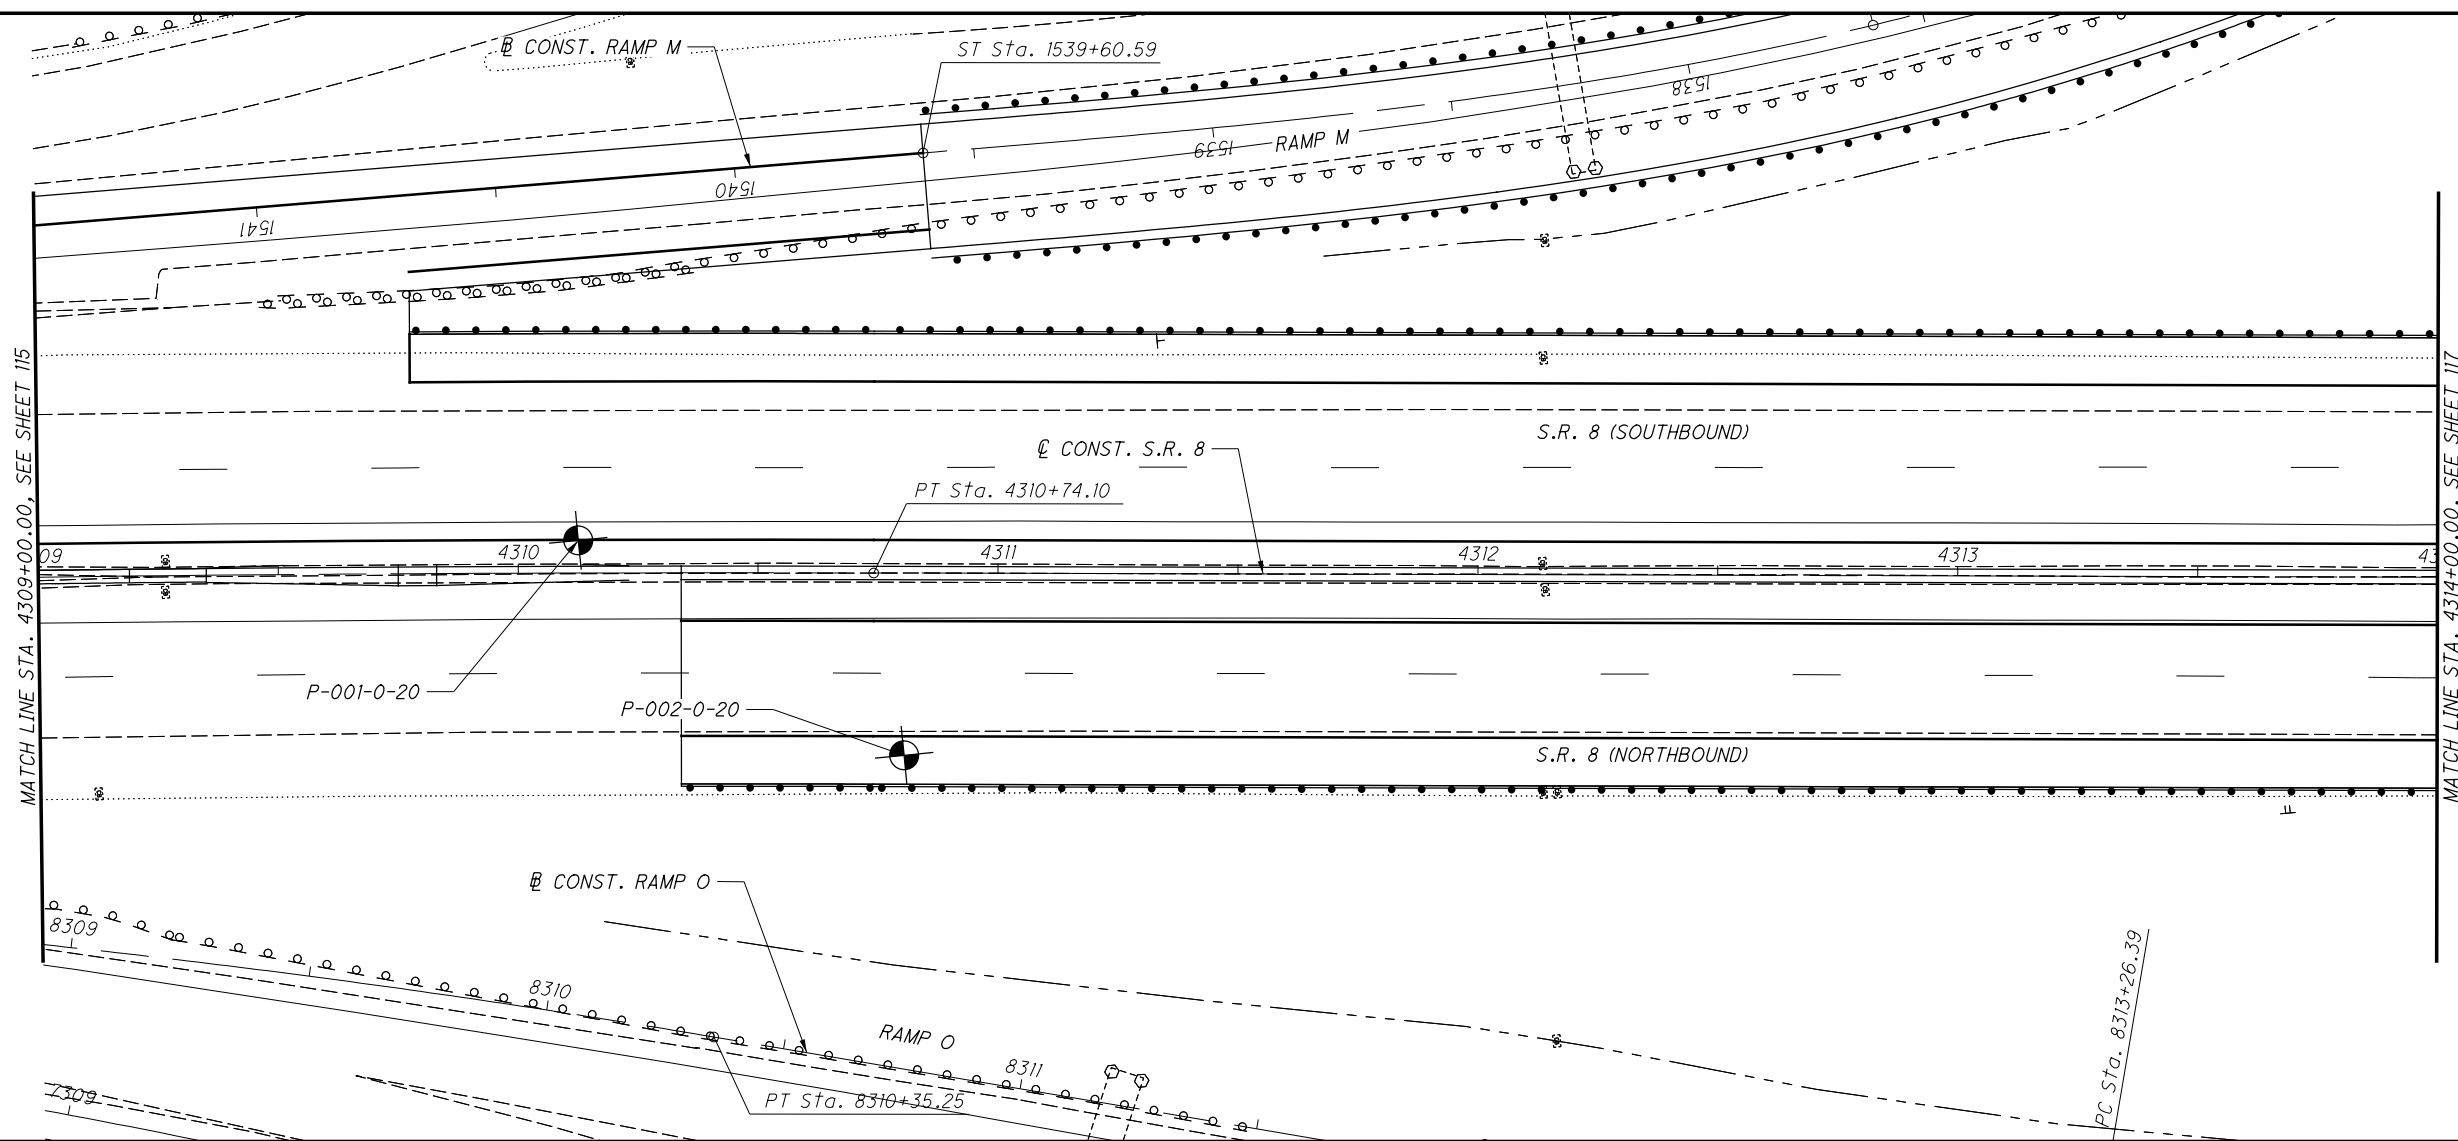 ℄ CONST. RAMP M
ST Sta. 1539+60.59
1538
1539
RAMP M
1540
1541
MATCH LINE STA. 4309+00.00, SEE SHEET 115
MATCH LINE STA. 4314+00.00, SEE SHEET 117
S.R. 8 (SOUTHBOUND)
℄ CONST. S.R. 8
PT Sta. 4310+74.10
09
4310
4311
4312
4313
43
P-001-0-20
P-002-0-20
S.R. 8 (NORTHBOUND)
℄ CONST. RAMP O
8309
8310
RAMP O
8311
PT Sta. 8310+35.25
7309
PC Sta. 8313+26.39